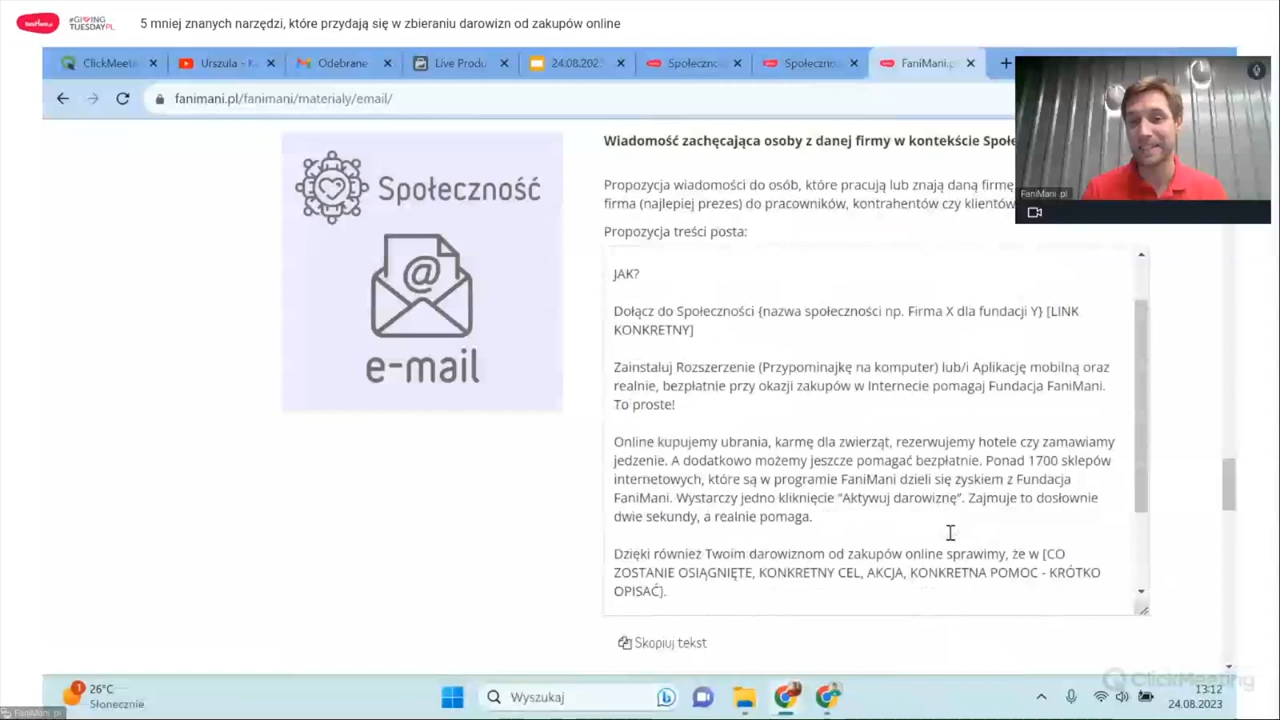 FaniMani.pl
#GIVING
TUESDAYPL
5 mniej znanych narzędzi, które przydają się w zbieraniu darowizn od zakupów online
ClickMeeti
Urszula - K
Odebrane
Live Produ
24.08.202
Społeczno
Społeczno
FaniMani.p
fanimani.pl/fanimani/materialy/email/
FaniMani .pl
Społeczność
e-mail
Wiadomość zachęcająca osoby z danej firmy w kontekście Społe
Propozycja wiadomości do osób, które pracują lub znają daną firmę
firma (najlepiej prezes) do pracowników, kontrahentów czy klientów
Propozycja treści posta:
JAK?
Dołącz do Społeczności {nazwa społeczności np. Firma X dla fundacji Y} [LINK
KONKRETNY]
Zainstaluj Rozszerzenie (Przypominajkę na komputer) lub/i Aplikację mobilną oraz
realnie, bezpłatnie przy okazji zakupów w Internecie pomagaj Fundacja FaniMani.
To proste!
Online kupujemy ubrania, karmę dla zwierząt, rezerwujemy hotele czy zamawiamy
jedzenie. A dodatkowo możemy jeszcze pomagać bezpłatnie. Ponad 1700 sklepów
internetowych, które są w programie FaniMani dzieli się zyskiem z Fundacja
FaniMani. Wystarczy jedno kliknięcie “Aktywuj darowiznę”. Zajmuje to dosłownie
dwie sekundy, a realnie pomaga.
Dzięki również Twoim darowiznom od zakupów online sprawimy, że w [CO
ZOSTANIE OSIĄGNIĘTE, KONKRETNY CEL, AKCJA, KONKRETNA POMOC - KRÓTKO
OPISAĆ].
Skopiuj tekst
ClickMeeting
1
26°C
Słonecznie
Wyszukaj
13:12
24.08.2023
FaniMani .pl